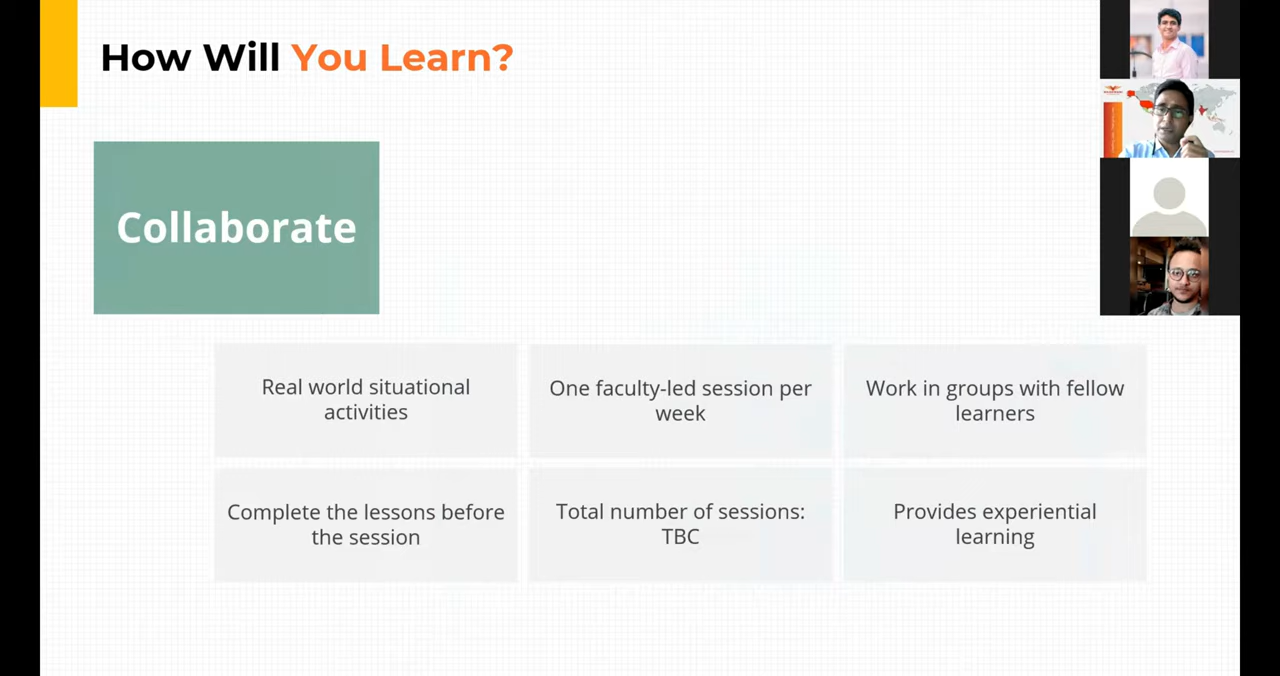 How Will You Learn?
Collaborate
Real world situational
activities
One faculty-led session per
week
Work in groups with fellow
learners
Complete the lessons before
the session
Total number of sessions:
TBC
Provides experiential
learning